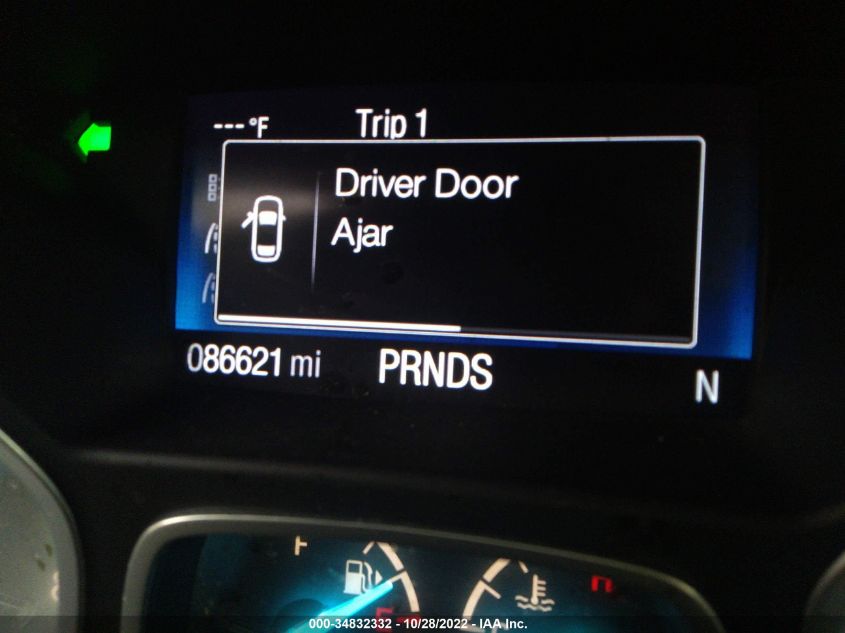 ---°F Trip 1
Driver Door
Ajar
086621 mi PRNDS N
000-34832332 - 10/28/2022 - IAA Inc.